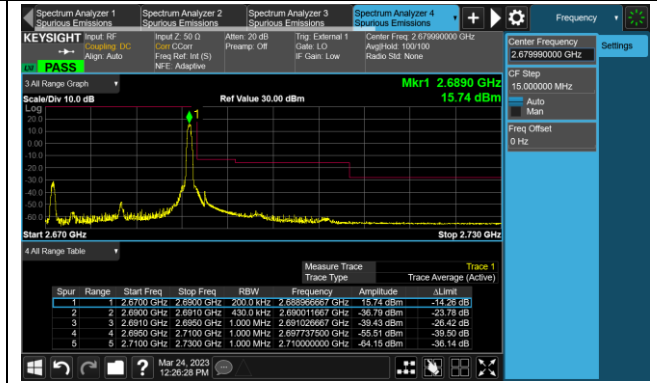 Spectrum Analyzer 1 Spectrum Analyzer 2 Spectrum Analyzer 3 Spectrum Analyzer 4 Frequency
Spurious Emissions Spurious Emissions Spurious Emissions Spurious Emissions
KEYSIGHT Input: RF Input Z: 50 Ω Atten: 20 dB Trig: External 1 Center Freq: 2.679990000 GHz
Coupling: DC Corr CCorr Preamp: Off Gate: LO Avg|Hold: 100/100
Align: Auto Freq Ref: Int (S) IF Gain: Low Radio Std: None
NFE: Adaptive
PASS
Center Frequency Settings
2.679990000 GHz
CF Step
15.000000 MHz
Auto
Man
Freq Offset
0 Hz
3 All Range Graph Mkr1 2.6890 GHz
Scale/Div 10.0 dB Ref Value 30.00 dBm 15.74 dBm
Log
20.0
10.0
0.00
-10.0
-20.0
-30.0
-40.0
-50.0
-60.0
1
Start 2.670 GHz Stop 2.730 GHz
4 All Range Table
Measure Trace Trace 1
Trace Type Trace Average (Active)
Spur Range Start Freq Stop Freq RBW Frequency Amplitude ΔLimit
1 1 2.6700 GHz 2.6900 GHz 200.0 kHz 2.688966667 GHz 15.74 dBm -14.26 dB
2 2 2.6900 GHz 2.6910 GHz 430.0 kHz 2.690011667 GHz -36.79 dBm -23.78 dB
3 3 2.6910 GHz 2.6950 GHz 1.000 MHz 2.691026667 GHz -39.43 dBm -26.42 dB
4 4 2.6950 GHz 2.7100 GHz 1.000 MHz 2.697737500 GHz -55.51 dBm -39.50 dB
5 5 2.7100 GHz 2.7300 GHz 1.000 MHz 2.710000000 GHz -64.15 dBm -36.14 dB
Mar 24, 2023
12:26:28 PM